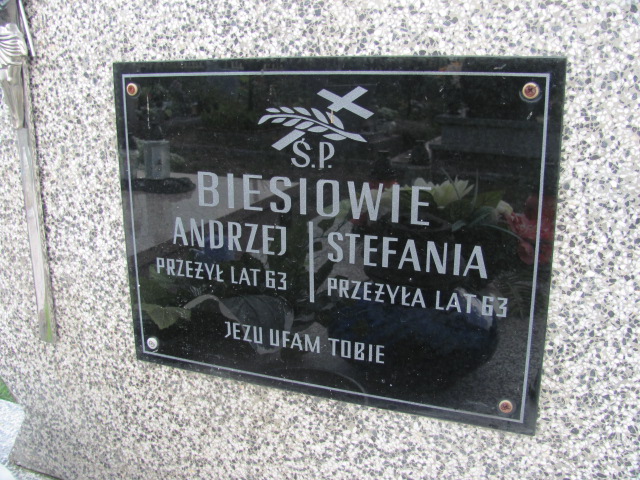 Ś.P.
BIESIOWIE
ANDRZEJ
PRZEŻYŁ LAT 63
STEFANIA
PRZEŻYŁA LAT 63
JEZU UFAM TOBIE